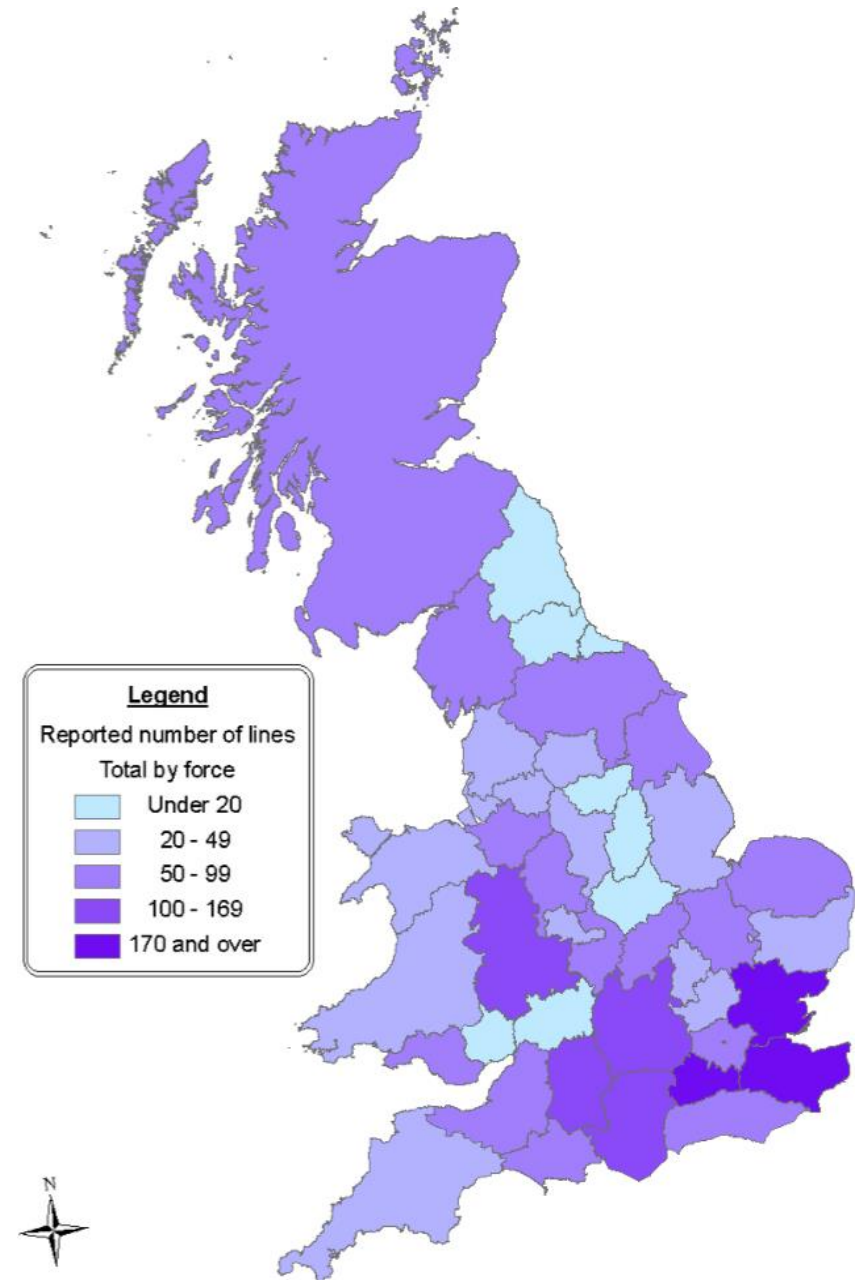 Legend
Reported number of lines
Total by force
Under 20
20 - 49
50 - 99
100 - 169
170 and over
N